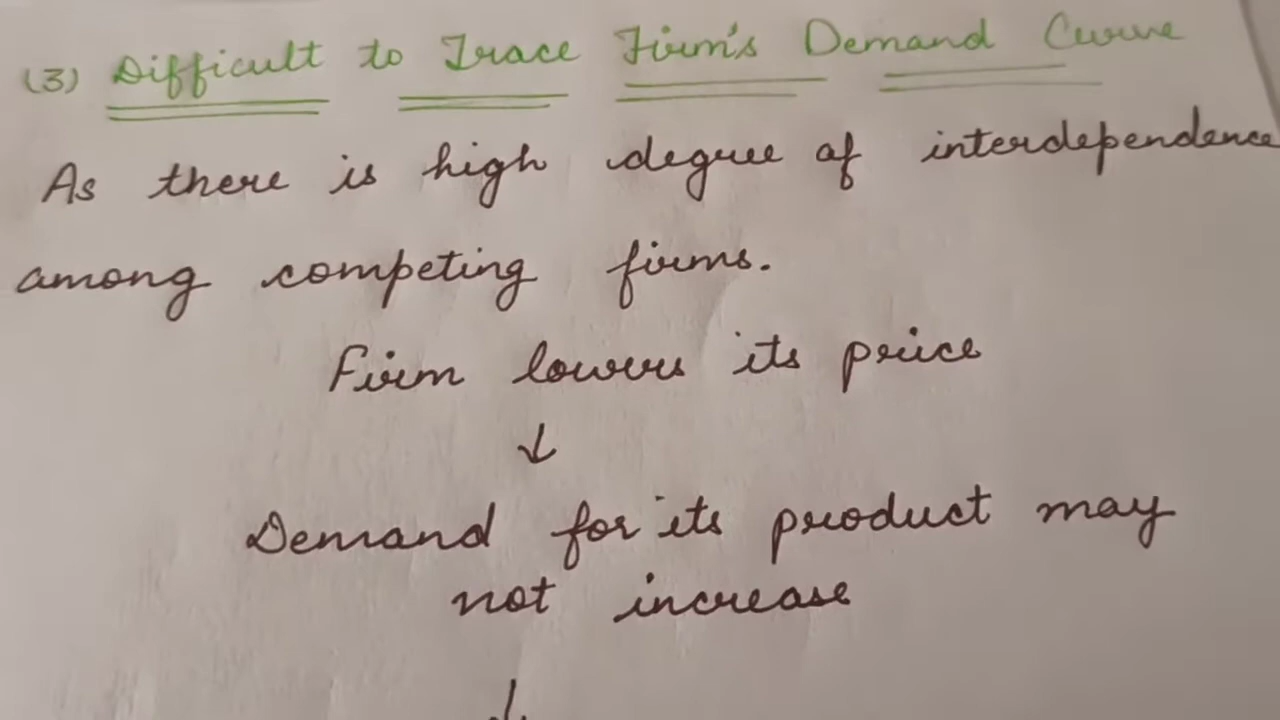 (3) Difficult to Trace Firm's Demand Curve
As there is high degree of interdependence
among competing firms.
Firm lowers its price
↓
Demand for its product may
not increase
↓